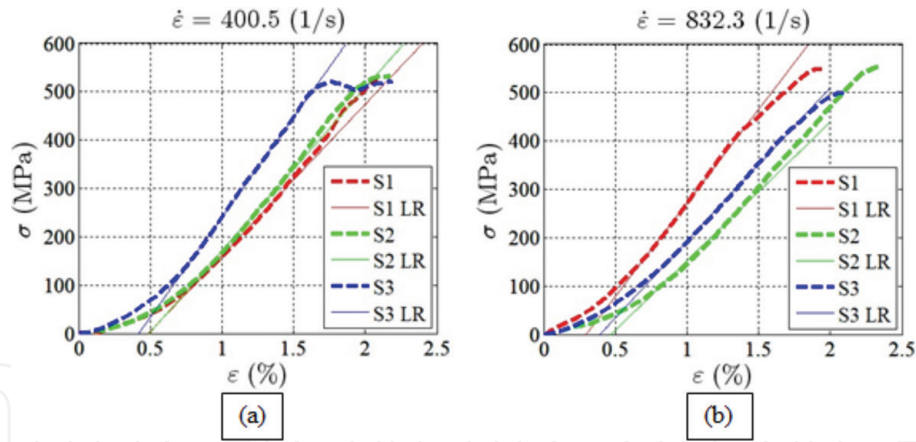 ε̇ = 400.5 (1/s)
600
500
400
300
200
100
0
σ (MPa)
0 0.5 1 1.5 2 2.5
ε (%)
S1
S1 LR
S2
S2 LR
S3
S3 LR
(a)
ε̇ = 832.3 (1/s)
600
500
400
300
200
100
0
σ (MPa)
0 0.5 1 1.5 2 2.5
ε (%)
S1
S1 LR
S2
S2 LR
S3
S3 LR
(b)